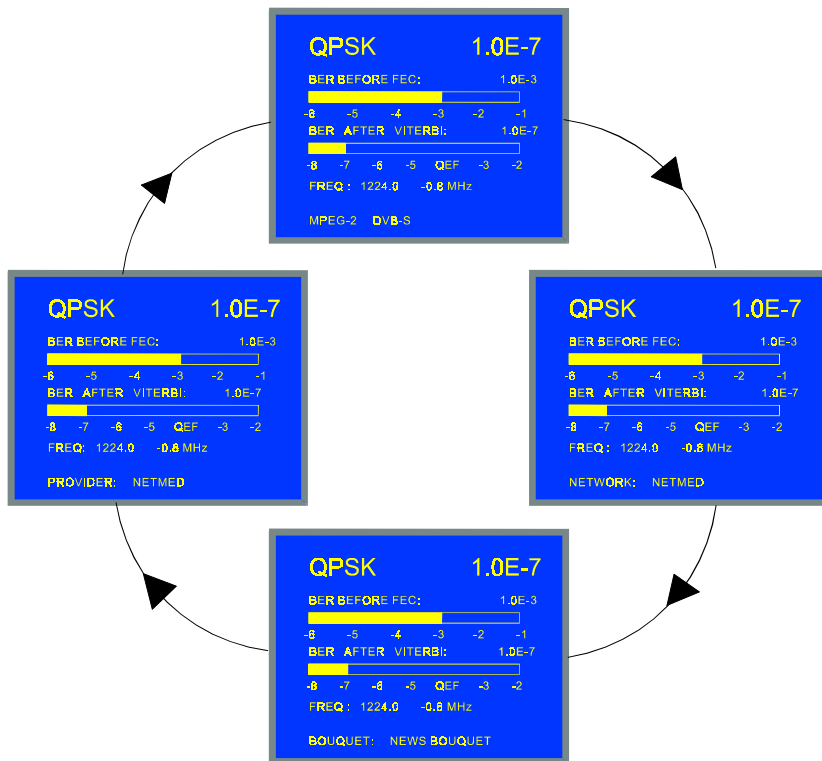 QPSK 1.0E-7
BER BEFORE FEC: 1.0E-3
-6 -5 -4 -3 -2 -1
BER AFTER VITERBI: 1.0E-7
-8 -7 -6 -5 QEF -3 -2
FREQ : 1224.0 -0.6 MHz
MPEG-2 DVB-S
QPSK 1.0E-7
BER BEFORE FEC: 1.0E-3
-6 -5 -4 -3 -2 -1
BER AFTER VITERBI: 1.0E-7
-8 -7 -6 -5 QEF -3 -2
FREQ: 1224.0 -0.6 MHz
PROVIDER: NETMED
QPSK 1.0E-7
BER BEFORE FEC: 1.0E-3
-6 -5 -4 -3 -2 -1
BER AFTER VITERBI: 1.0E-7
-8 -7 -6 -5 QEF -3 -2
FREQ : 1224.0 -0.6 MHz
NETWORK: NETMED
QPSK 1.0E-7
BER BEFORE FEC: 1.0E-3
-6 -5 -4 -3 -2 -1
BER AFTER VITERBI: 1.0E-7
-8 -7 -6 -5 QEF -3 -2
FREQ : 1224.0 -0.6 MHz
BOUQUET: NEWS BOUQUET